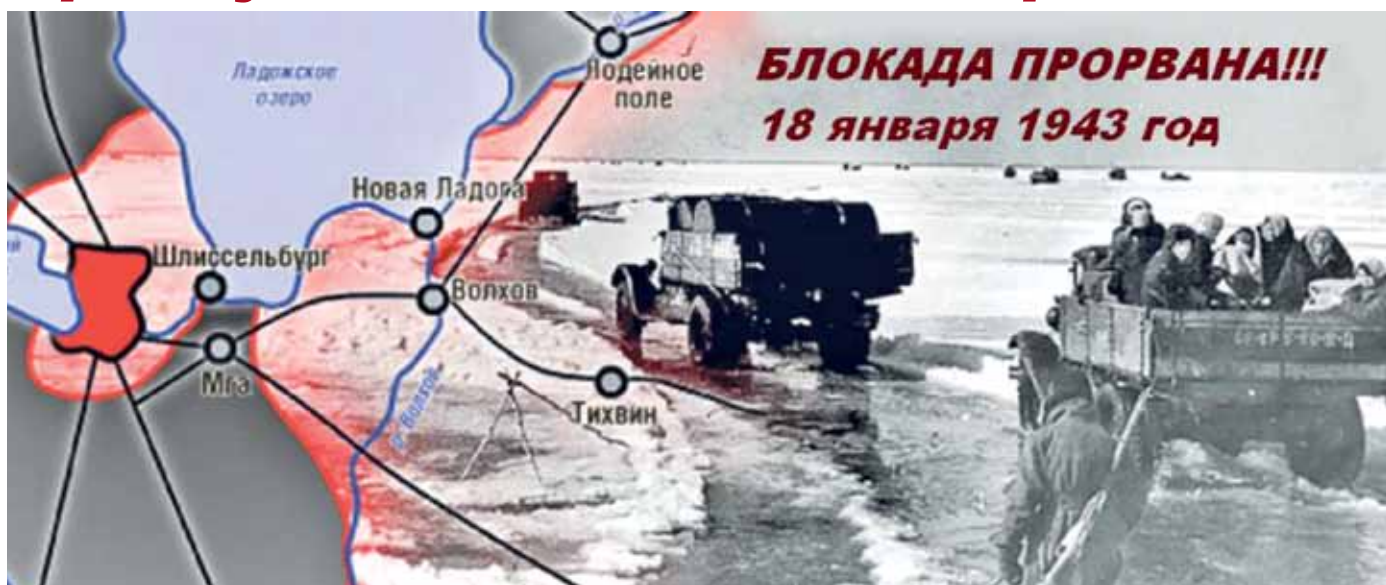 БЛОКАДА ПРОРВАНА!!!
18 января 1943 год
Ладожское
озеро
Лодейное
поле
Новая Ладога
Шлиссельбург
Волхов
Мга
р. Волхов
Тихвин